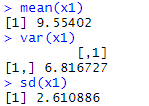 > mean(x1)
[1] 9.55402
> var(x1)
[,1]
[1,] 6.816727
> sd(x1)
[1] 2.610886